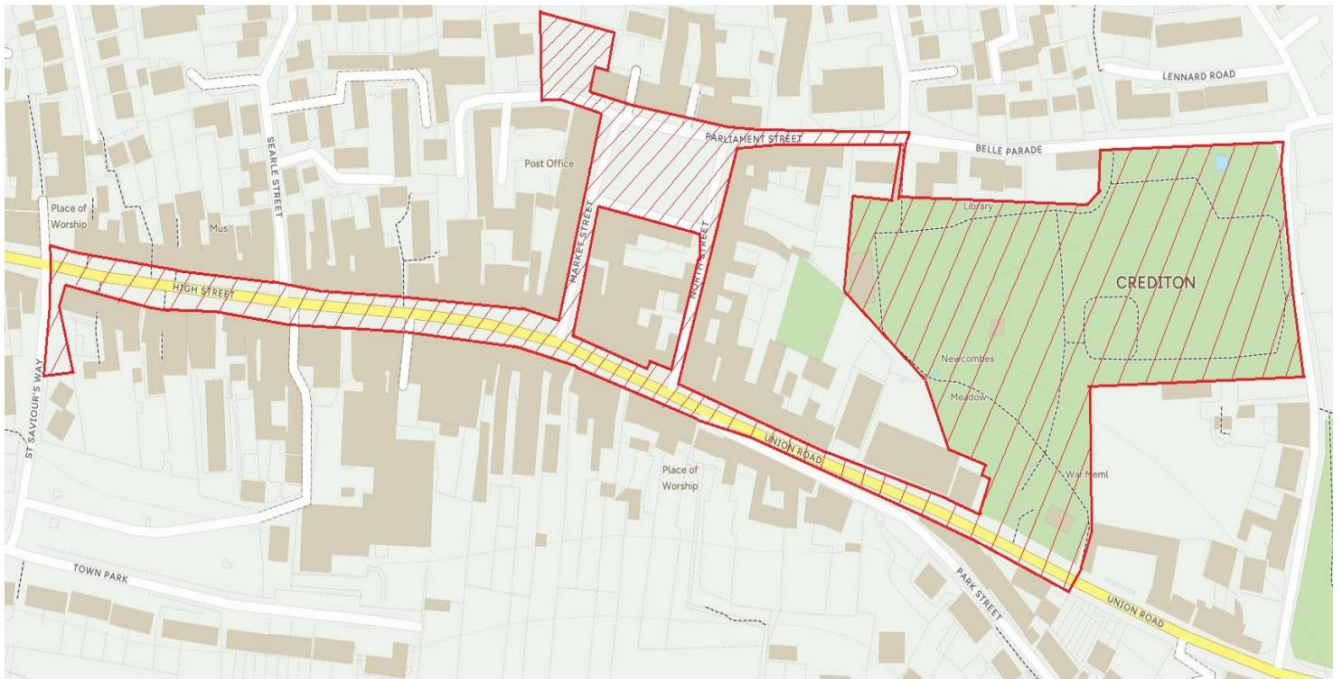 LENNARD ROAD
PARLIAMENT STREET
BELLE PARADE
SEARLE STREET
Post Office
Place of
Worship
Mus
MARKET STREET
NORTH STREET
Library
HIGH STREET
CREDITON
Newcombes
Meadow
ST SAVIOUR'S WAY
UNION ROAD
Place of
Worship
War Meml
TOWN PARK
PARK STREET
UNION ROAD